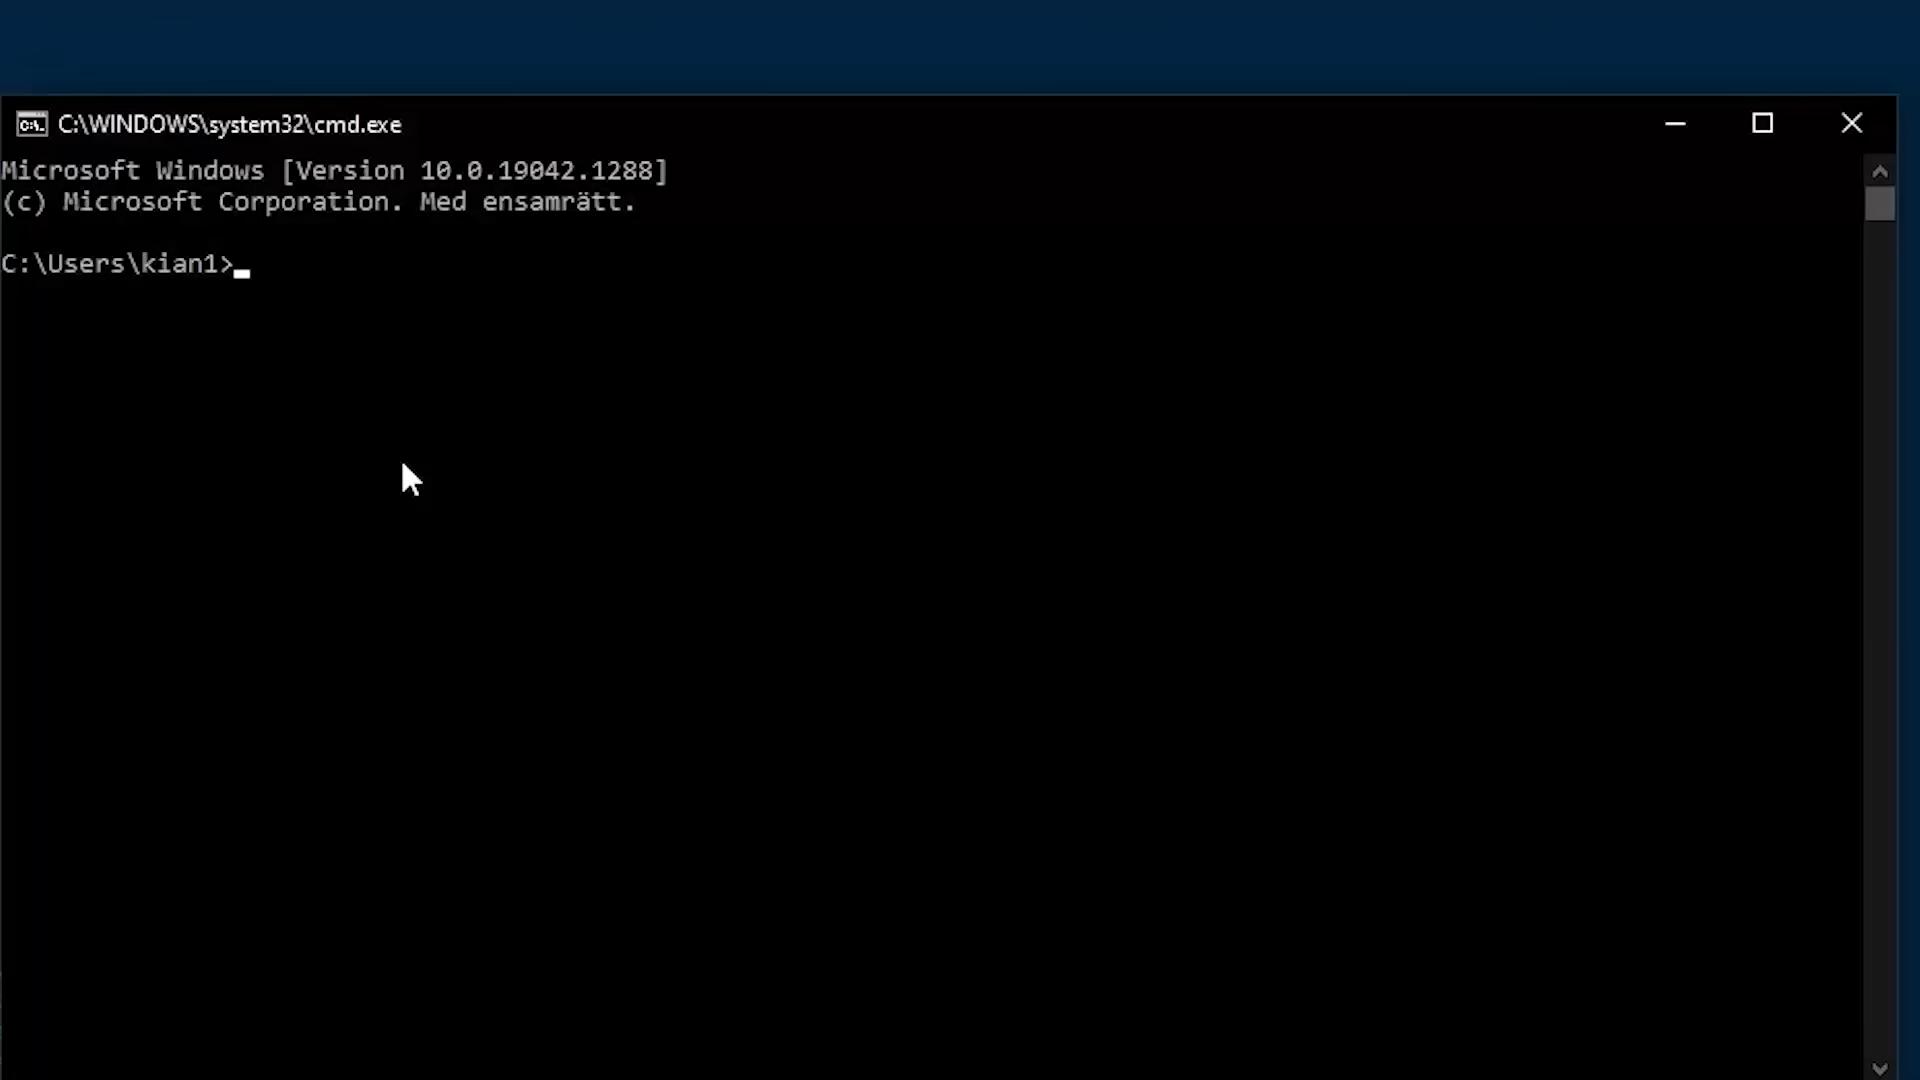 C:\WINDOWS\system32\cmd.exe
Microsoft Windows [Version 10.0.19042.1288]
(c) Microsoft Corporation. Med ensamrätt.
C:\Users\kian1>